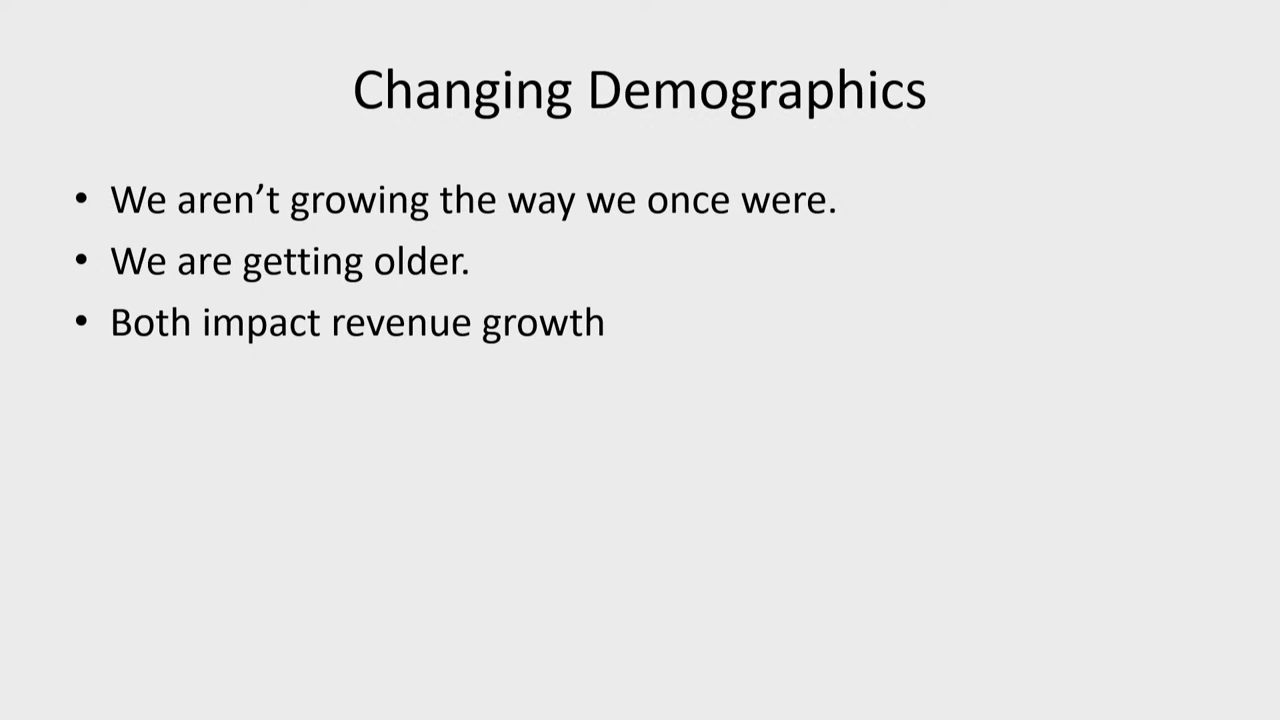 Changing Demographics
• We aren’t growing the way we once were.
• We are getting older.
• Both impact revenue growth